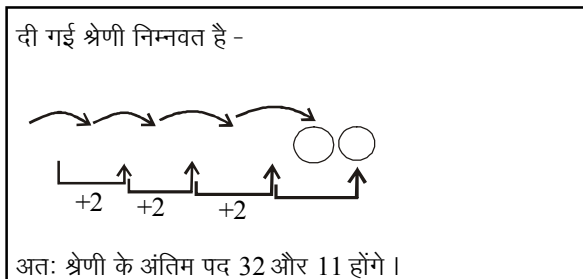 दी गई श्रेणी निम्नवत है -
+2 +2 +2
अतः श्रेणी के अंतिम पद 32 और 11 होंगे।